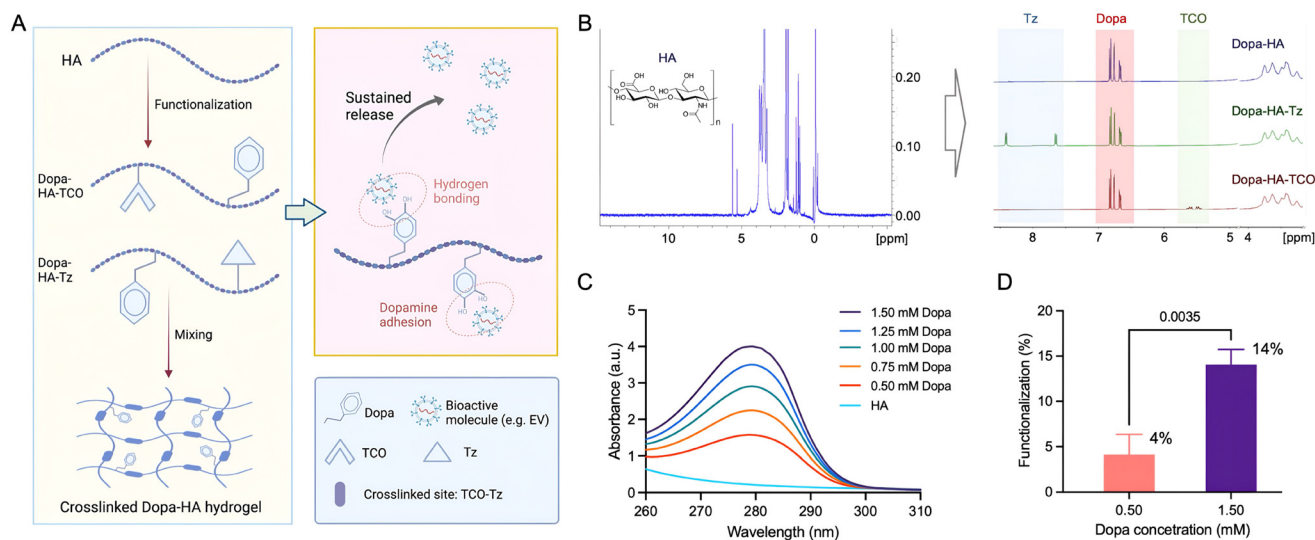 A
HA
Functionalization
Dopa-
HA-TCO
Dopa-
HA-Tz
Mixing
Crosslinked Dopa-HA hydrogel
Sustained
release
Hydrogen
bonding
OH
OH
HO
HO
Dopamine
adhesion
Dopa
Bioactive
molecule (e.g. EV)
TCO
Tz
Crosslinked site: TCO-Tz
B
HA
n
0.20
0.10
0.00
10
5
0
[ppm]
Tz
Dopa
TCO
Dopa-HA
Dopa-HA-Tz
Dopa-HA-TCO
8
7
6
5
4
[ppm]
C
Absorbance (a.u.)
5
4
3
2
1
0
260
270
280
290
300
310
Wavelength (nm)
1.50 mM Dopa
1.25 mM Dopa
1.00 mM Dopa
0.75 mM Dopa
0.50 mM Dopa
HA
D
Functionalization (%)
20
15
10
5
0
0.0035
4%
14%
0.50
1.50
Dopa concetration (mM)